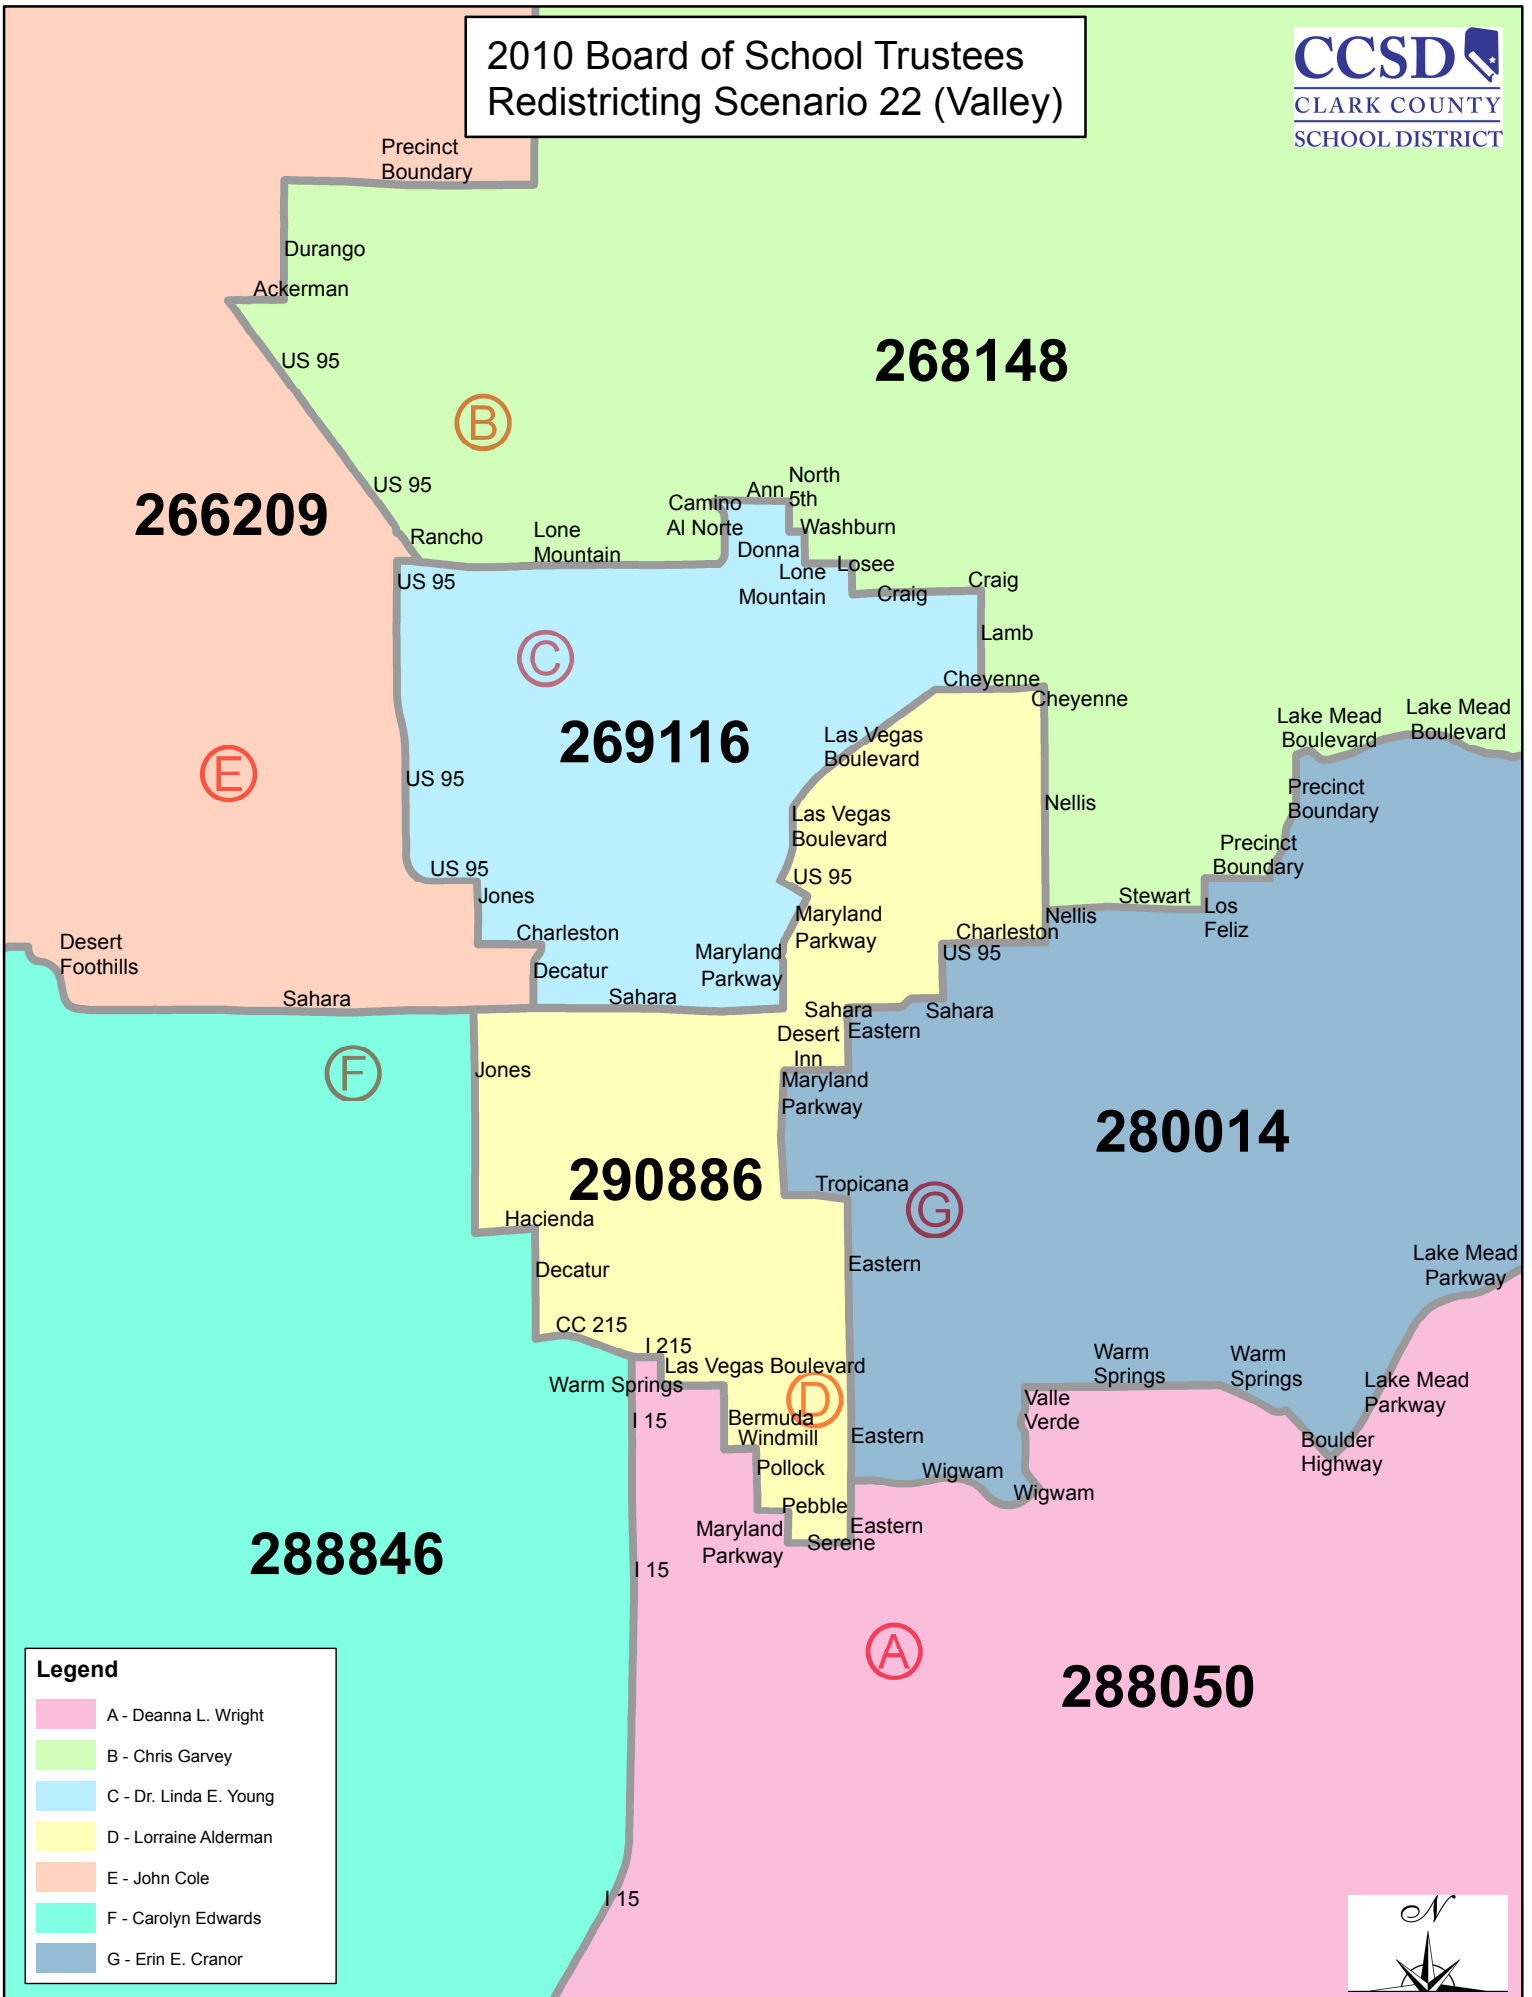 2010 Board of School Trustees
Redistricting Scenario 22 (Valley)
CCSD
CLARK COUNTY
SCHOOL DISTRICT
Precinct
Boundary
Durango
Ackerman
US 95
268148
B
US 95
266209
Rancho
Lone
Mountain
Camino
Al Norte
Ann
North
5th
Washburn
Donna
Lone
Mountain
Losee
Craig
Craig
Lamb
US 95
C
Cheyenne
Cheyenne
269116
Las Vegas
Boulevard
Lake Mead
Boulevard
Lake Mead
Boulevard
E
US 95
Precinct
Boundary
Nellis
Las Vegas
Boulevard
Precinct
Boundary
US 95
US 95
Jones
Stewart
Los
Feliz
Nellis
Maryland
Parkway
Charleston
Charleston
US 95
Desert
Foothills
Maryland
Parkway
Decatur
Sahara
Sahara
Sahara
Sahara
Desert
Inn
Eastern
F
Jones
Maryland
Parkway
280014
290886
Tropicana
G
Hacienda
Eastern
Decatur
Lake Mead
Parkway
CC 215
I 215
Las Vegas Boulevard
Warm Springs
Warm
Springs
Warm
Springs
D
I 15
Bermuda
Windmill
Valle
Verde
Lake Mead
Parkway
Eastern
Boulder
Highway
Pollock
Wigwam
Wigwam
Pebble
Maryland
Parkway
Eastern
Serene
288846
I 15
A
288050
Legend
A - Deanna L. Wright
B - Chris Garvey
C - Dr. Linda E. Young
D - Lorraine Alderman
E - John Cole
F - Carolyn Edwards
G - Erin E. Cranor
I 15
N